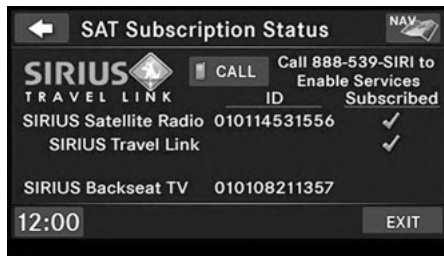 SAT Subscription Status
NAV
SIRIUS
TRAVEL LINK
CALL
Call 888-539-SIRI to
Enable Services
ID
Subscribed
SIRIUS Satellite Radio 010114531556
SIRIUS Travel Link
SIRIUS Backseat TV 010108211357
12:00
EXIT